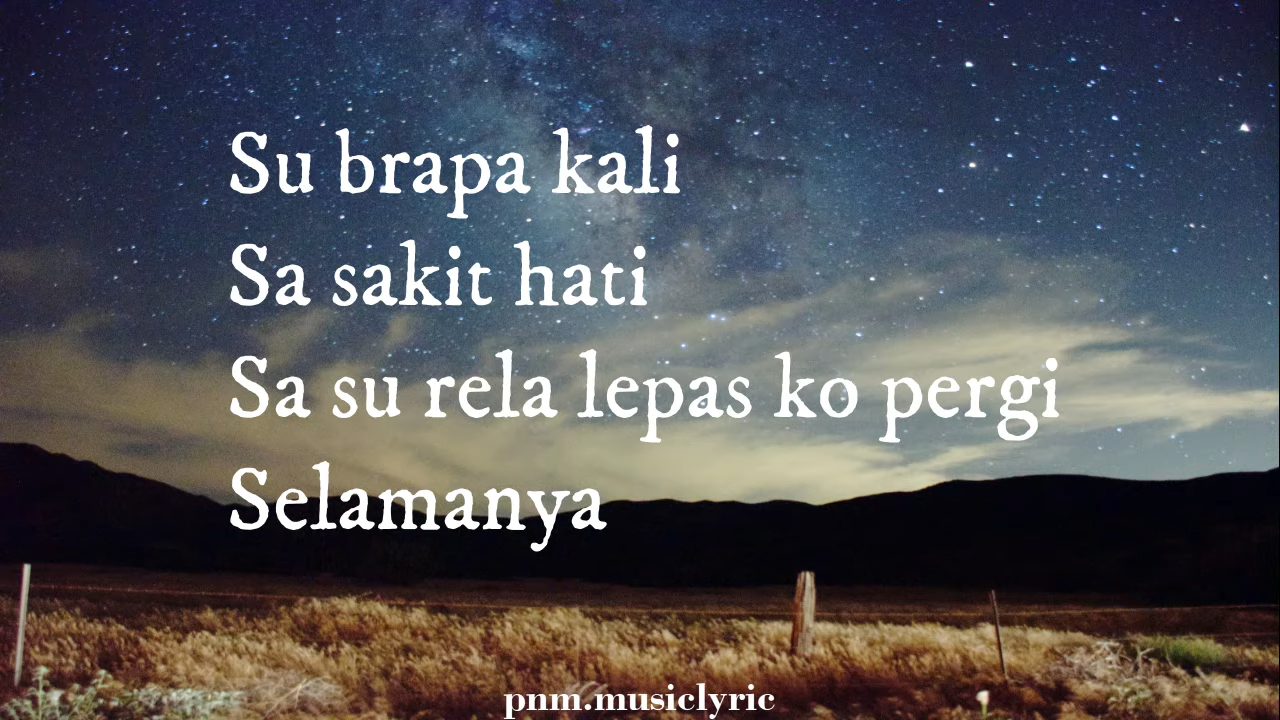 Su brapa kali
Sa sakit hati
Sa su rela lepas ko pergi
Selamanya
pnm.musiclyric